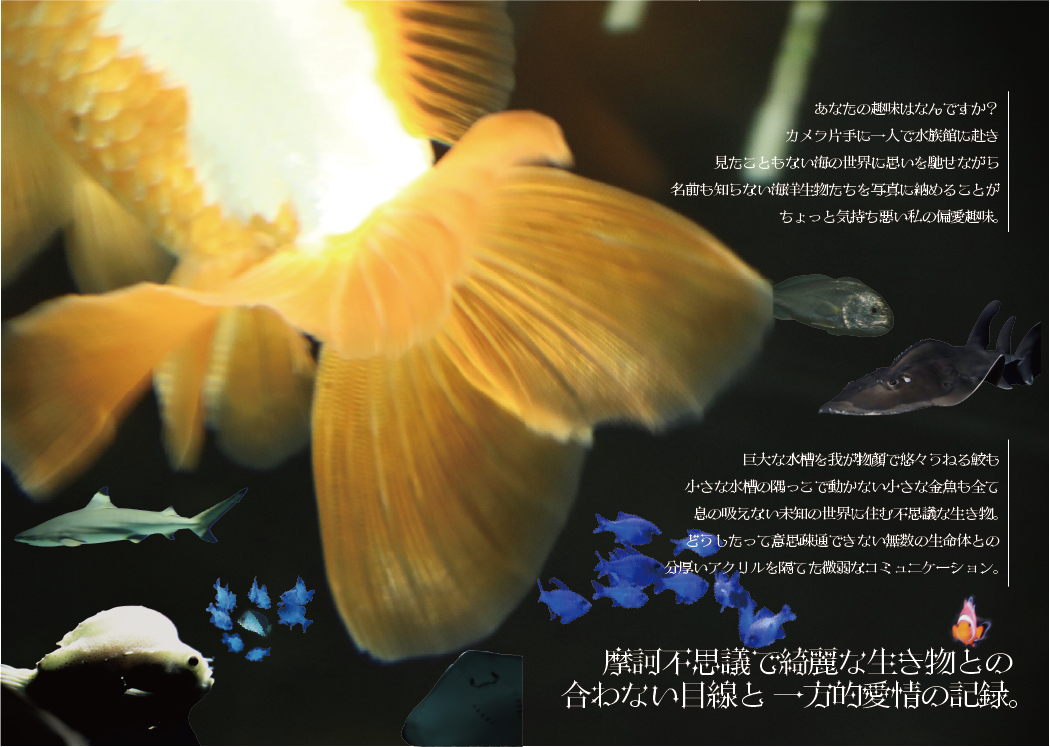 あなたの趣味はなんですか？
カメラ片手に一人で水族館に赴き
見たこともない海の世界に思いを馳せながら
名前も知らない海洋生物たちを写真に納めることが
ちょっと気持ち悪い私の偏愛趣味。
巨大な水槽を我が物顔で悠々うねる鮫も
小さな水槽の隅っこで動かない小さな金魚も全て
息の吸えない未知の世界に住む不思議な生き物。
どうしたって意思疎通できない無数の生命体との
分厚いアクリルを隔てた微弱なコミュニケーション。
摩訶不思議で綺麗な生き物との
合わない目線と一方的愛情の記録。